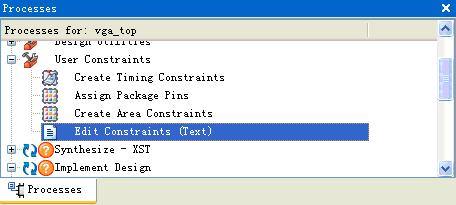 Processes
Processes for: vga_top
Design Utilities
User Constraints
Create Timing Constraints
Assign Package Pins
Create Area Constraints
Edit Constraints (Text)
Synthesize - XST
Implement Design
Processes